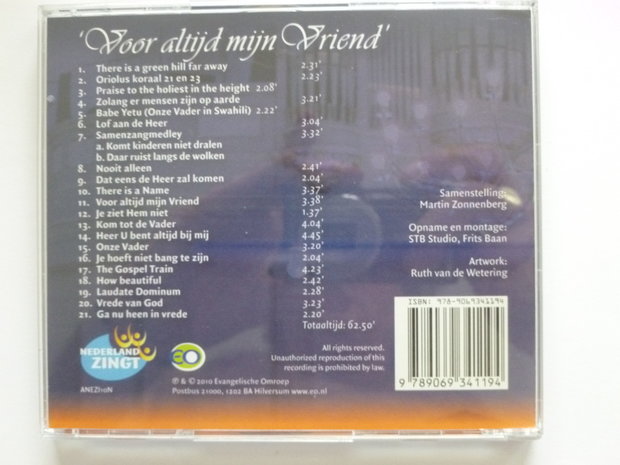 'Voor altijd mijn Vriend'
1. There is a green hill far away 2.31'
2. Oriolus koraal 21 en 23 2.23'
3. Praise to the holiest in the height 2.08'
4. Zolang er mensen zijn op aarde 3.21'
5. Babe Yetu (Onze Vader in Swahili) 2.22'
6. Lof aan de Heer 3.04'
7. Samenzangmedley 3.32'
a. Komt kinderen niet dralen
b. Daar ruist langs de wolken
8. Nooit alleen 2.41'
9. Dat eens de Heer zal komen 2.04'
10. There is a Name 3.37'
11. Voor altijd mijn Vriend 3.38'
12. Je ziet Hem niet 1.37'
13. Kom tot de Vader 4.04'
14. Heer U bent altijd bij mij 4.45'
15. Onze Vader 3.20'
16. Je hoeft niet bang te zijn 2.04'
17. The Gospel Train 4.23'
18. How beautiful 2.42'
19. Laudate Dominum 2.28'
20. Vrede van God 3.23'
21. Ga nu heen in vrede 2.20'
Totaaltijd: 62.50'
Samenstelling:
Martin Zonnenberg
Opname en montage:
STB Studio, Frits Baan
Artwork:
Ruth van de Wetering
ISBN: 978-9069341194
9 789069 341194
NEDERLAND
ZINGT
EO
All rights reserved.
Unauthorized reproduction of this
recording is prohibited by law.
℗ & © 2010 Evangelische Omroep
Postbus 21000, 1202 BA Hilversum www.eo.nl